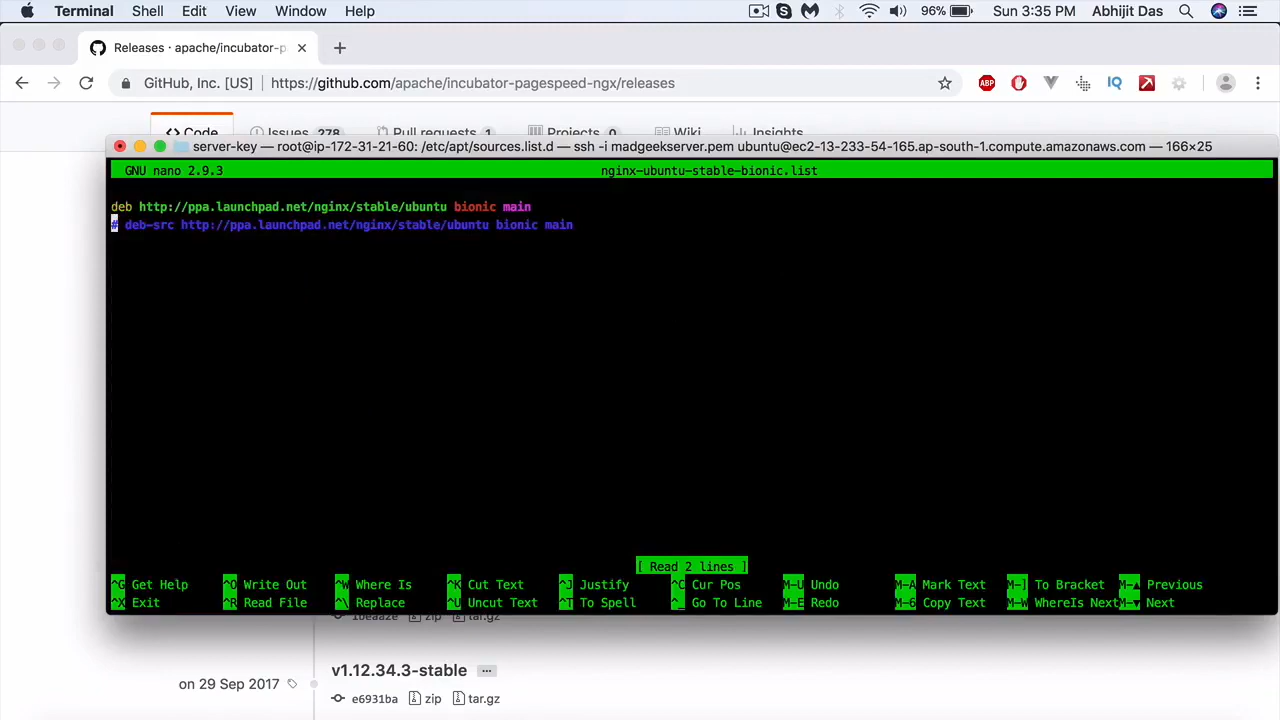 Terminal Shell Edit View Window Help 96% Sun 3:35 PM Abhijit Das
Releases · apache/incubator-p
GitHub, Inc. [US] https://github.com/apache/incubator-pagespeed-ngx/releases ABP IQ
Code Issues 278 Pull requests 1 Projects 0 Wiki Insights
server-key — root@ip-172-31-21-60: /etc/apt/sources.list.d — ssh -i madgeekserver.pem ubuntu@ec2-13-233-54-165.ap-south-1.compute.amazonaws.com — 166×25
GNU nano 2.9.3 nginx-ubuntu-stable-bionic.list
deb http://ppa.launchpad.net/nginx/stable/ubuntu bionic main
# deb-src http://ppa.launchpad.net/nginx/stable/ubuntu bionic main
[ Read 2 lines ]
^G Get Help ^O Write Out ^W Where Is ^K Cut Text ^J Justify ^C Cur Pos M-U Undo M-A Mark Text M-] To Bracket M-▲ Previous
^X Exit ^R Read File ^\ Replace ^U Uncut Text ^T To Spell ^_ Go To Line M-E Redo M-6 Copy Text M-W WhereIs Next M-▼ Next
zip tar.gz
v1.12.34.3-stable ...
on 29 Sep 2017
e6931ba zip tar.gz